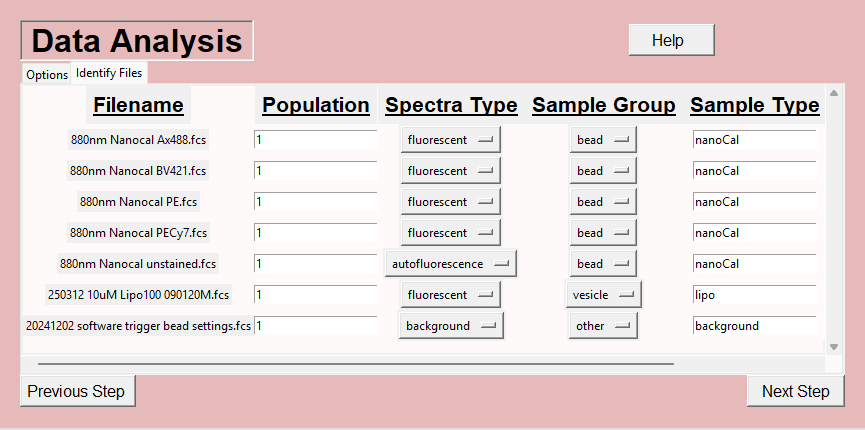 Data Analysis
Help
Options Identify Files
Filename Population Spectra Type Sample Group Sample Type
880nm Nanocal Ax488.fcs 1 fluorescent bead nanoCal
880nm Nanocal BV421.fcs 1 fluorescent bead nanoCal
880nm Nanocal PE.fcs 1 fluorescent bead nanoCal
880nm Nanocal PECy7.fcs 1 fluorescent bead nanoCal
880nm Nanocal unstained.fcs 1 autofluorescence bead nanoCal
250312 10uM Lipo100 090120M.fcs 1 fluorescent vesicle lipo
20241202 software trigger bead settings.fcs 1 background other background
Previous Step Next Step